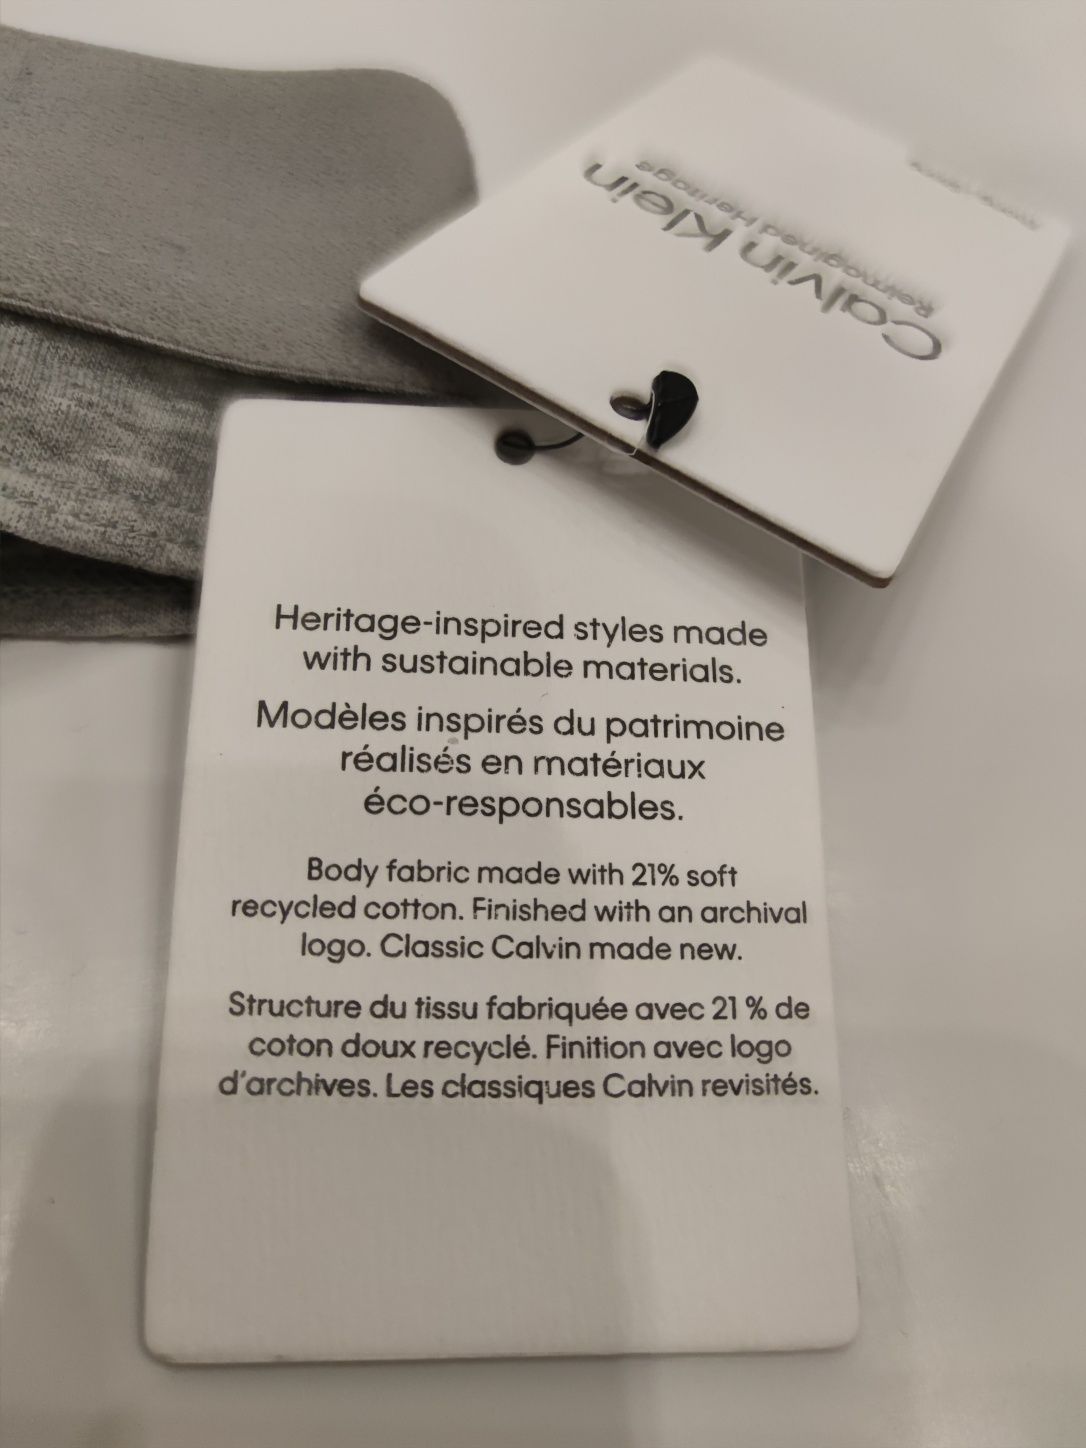 Calvin Klein
Reimagined Heritage
Heritage-inspired styles made
with sustainable materials.
Modèles inspirés du patrimoine
réalisés en matériaux
éco-responsables.
Body fabric made with 21% soft
recycled cotton. Finished with an archival
logo. Classic Calvin made new.
Structure du tissu fabriquée avec 21 % de
coton doux recyclé. Finition avec logo
d'archives. Les classiques Calvin revisités.